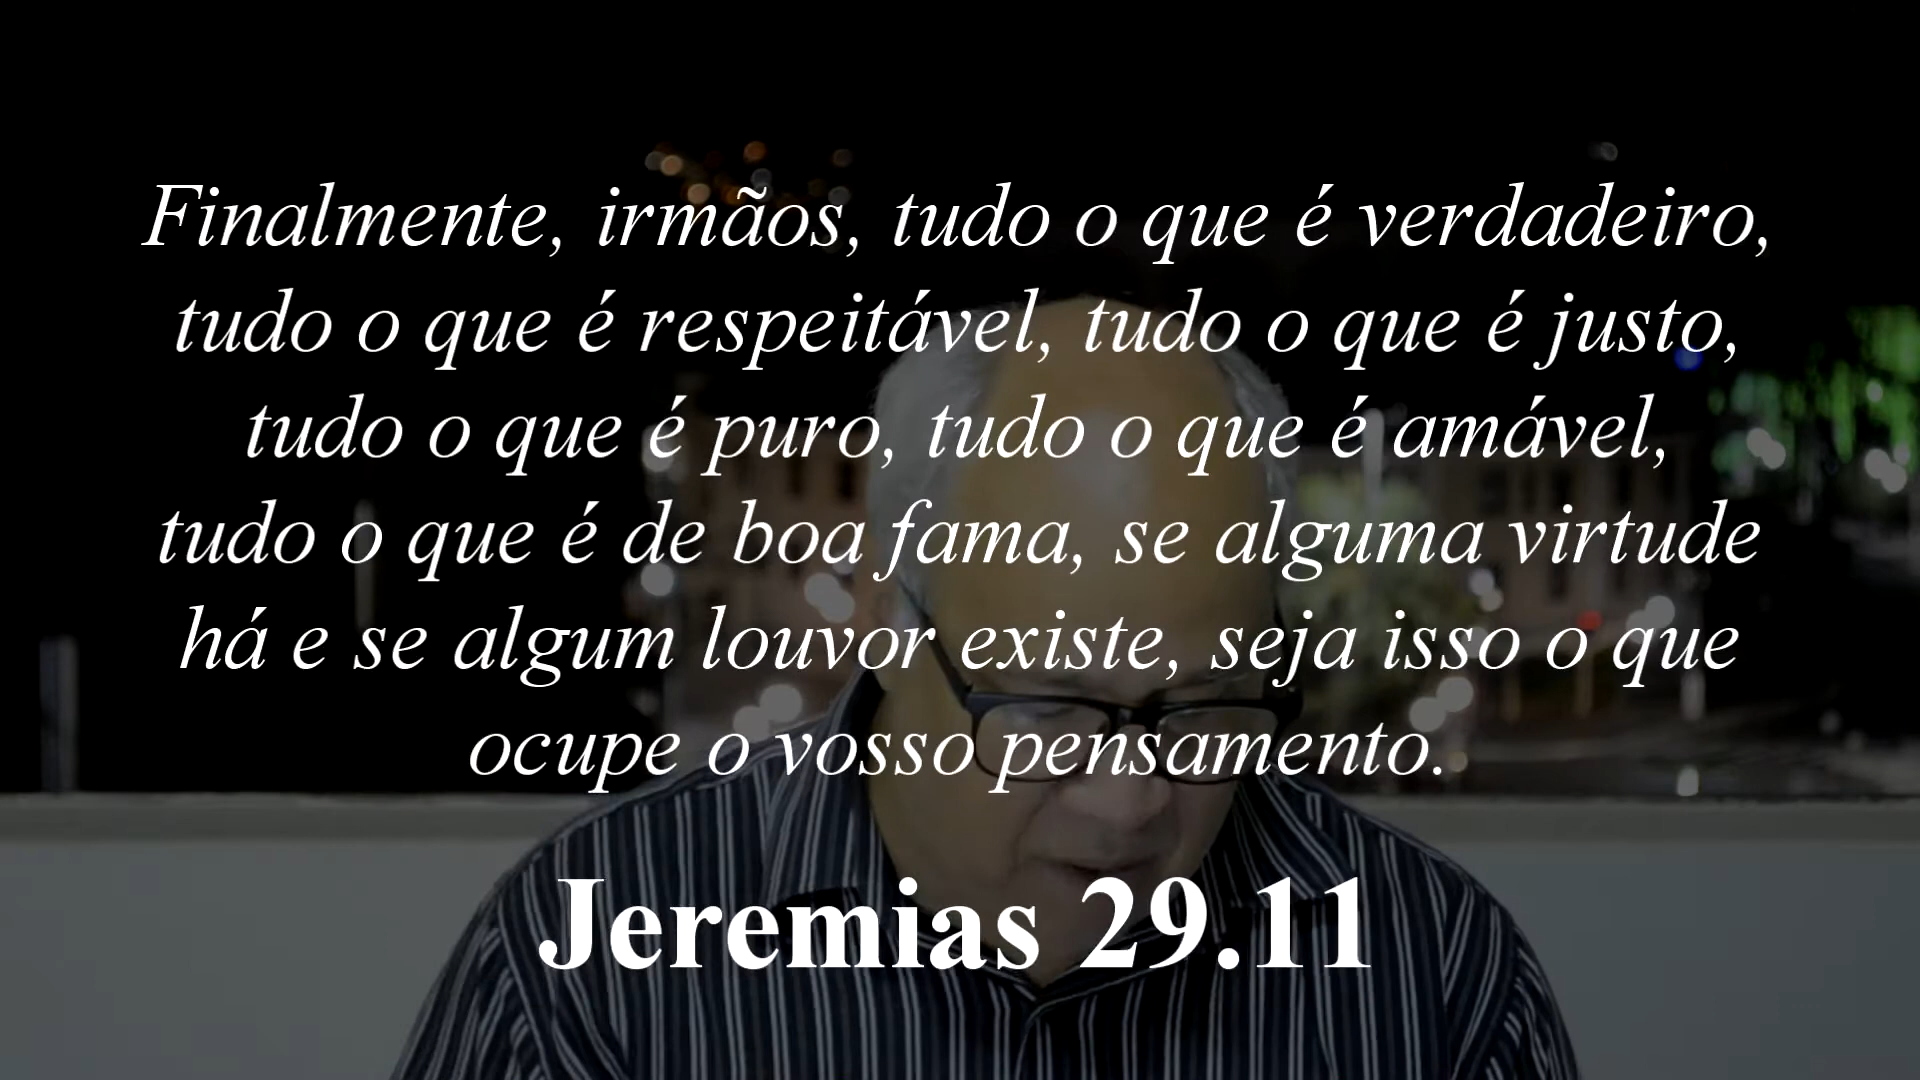 Finalmente, irmãos, tudo o que é verdadeiro,
tudo o que é respeitável, tudo o que é justo,
tudo o que é puro, tudo o que é amável,
tudo o que é de boa fama, se alguma virtude
há e se algum louvor existe, seja isso o que
ocupe o vosso pensamento.
Jeremias 29.11